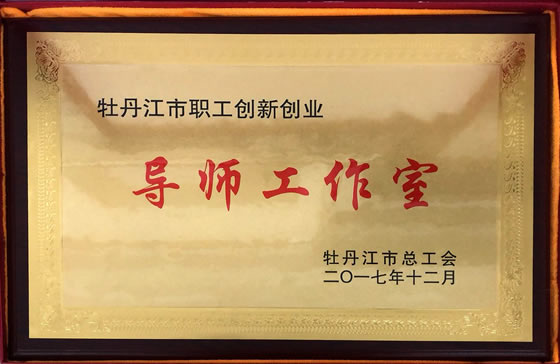 牡丹江市职工创新创业
导师工作室
牡丹江市总工会
二〇一七年十二月